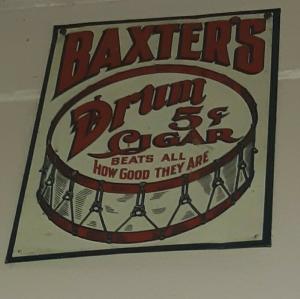 BAXTER'S
Drum
5¢
CIGAR
BEATS ALL
HOW GOOD THEY ARE